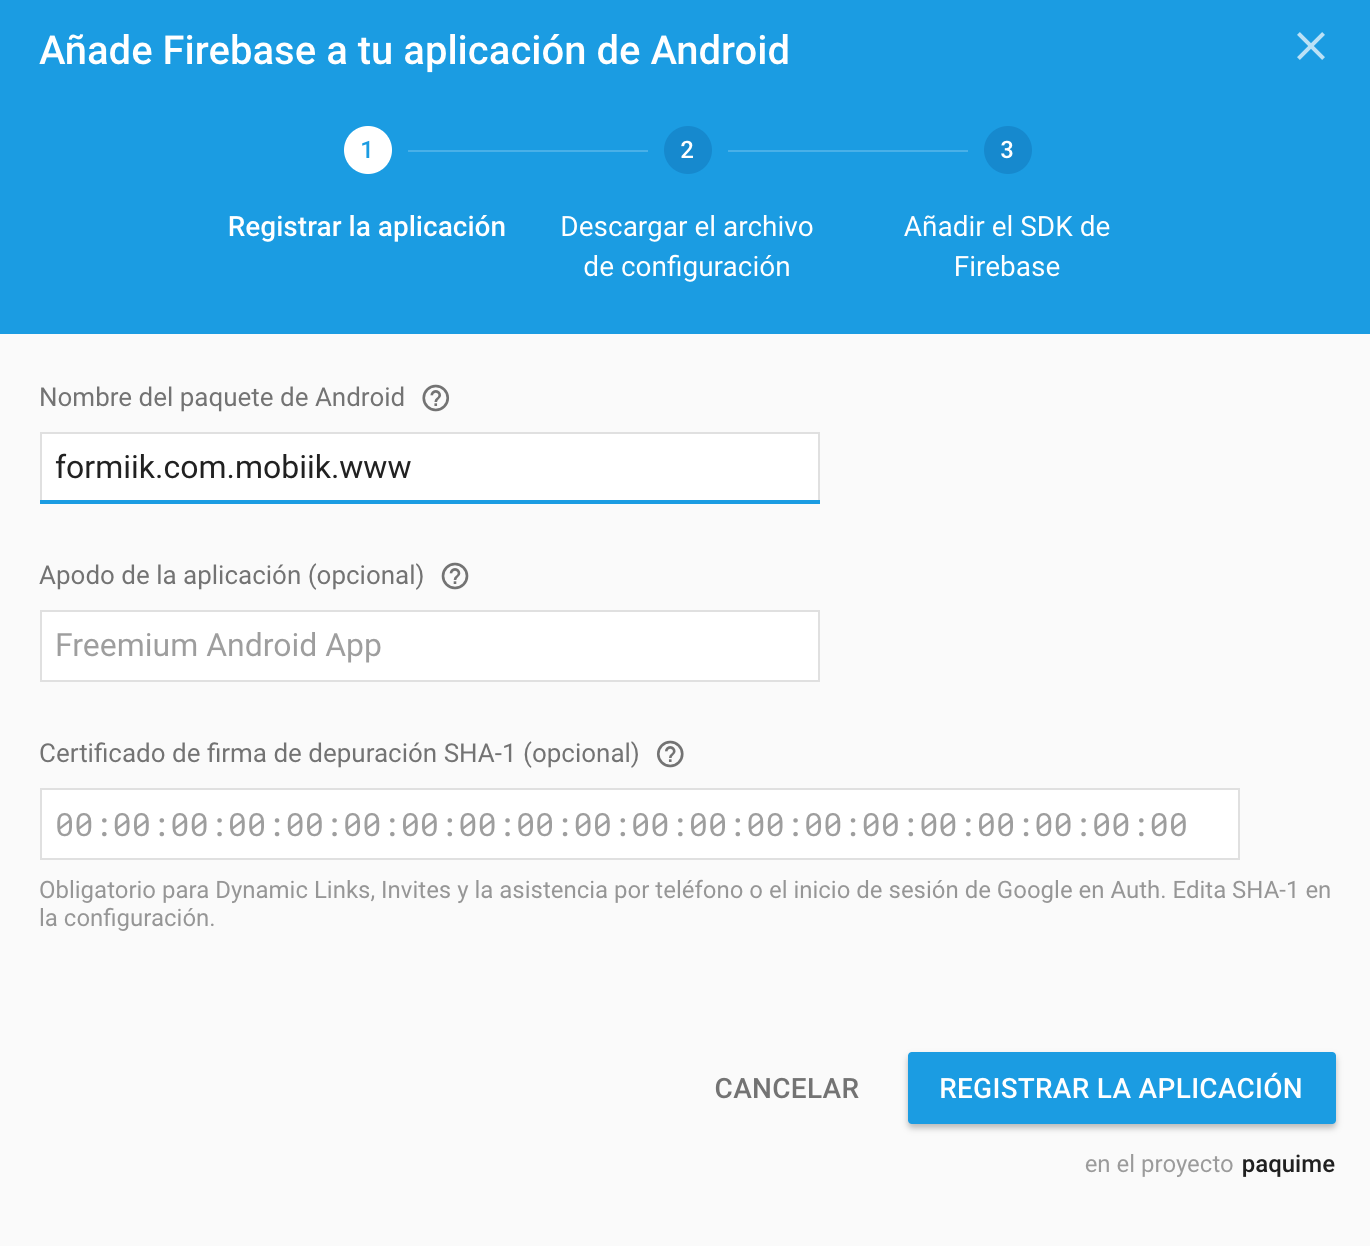 Añade Firebase a tu aplicación de Android
1
2
3
Registrar la aplicación
Descargar el archivo
de configuración
Añadir el SDK de
Firebase
Nombre del paquete de Android ?
formiik.com.mobiik.www
Apodo de la aplicación (opcional) ?
Freemium Android App
Certificado de firma de depuración SHA-1 (opcional) ?
00:00:00:00:00:00:00:00:00:00:00:00:00:00:00:00:00:00:00:00
Obligatorio para Dynamic Links, Invites y la asistencia por teléfono o el inicio de sesión de Google en Auth. Edita SHA-1 en
la configuración.
CANCELAR
REGISTRAR LA APLICACIÓN
en el proyecto paquime